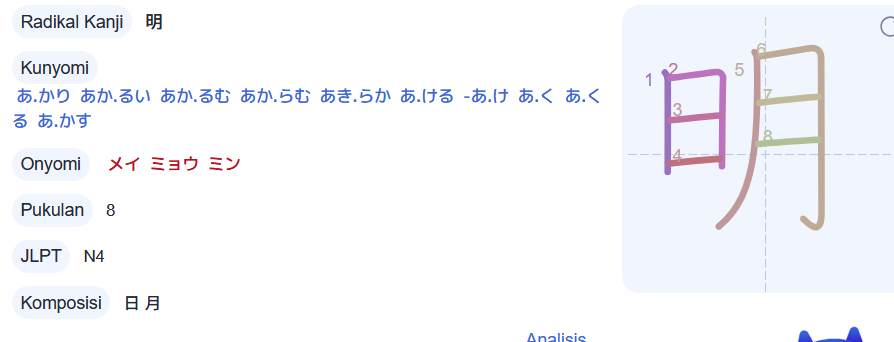 Radikal Kanji 明
Kunyomi
あ.かり あか.るい あか.るむ あか.らむ あき.らか あ.ける -あ.け あ.く あ.く
る あ.かす
Onyomi メイ ミョウ ミン
Pukulan 8
JLPT N4
Komposisi 日 月
Analisis
明
1 2 3 4 5 6 7 8